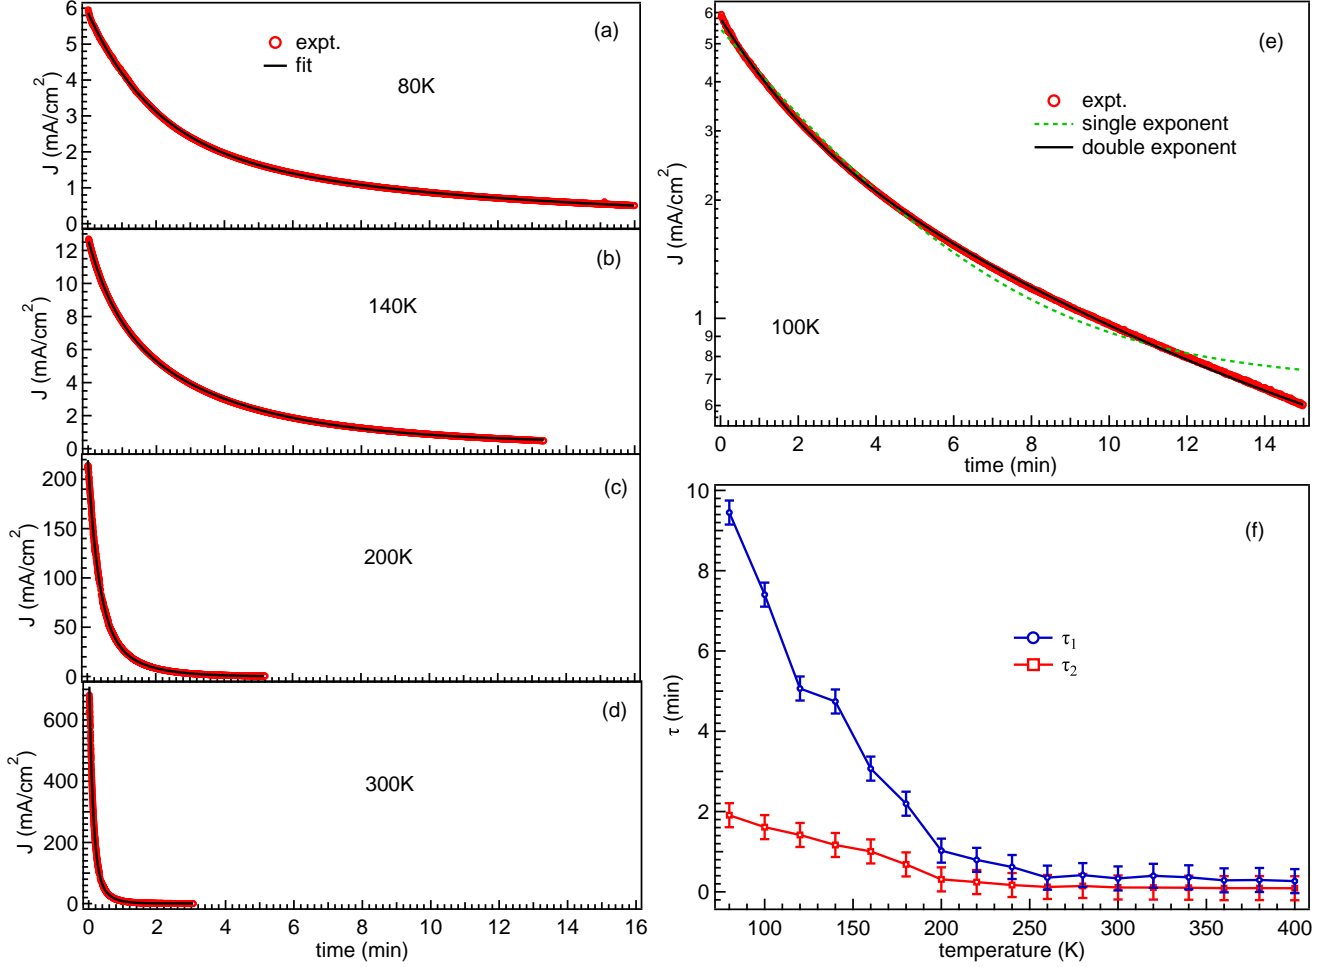 (a)
expt.
fit
80K
J (mA/cm²)
6
5
4
3
2
1
0
(b)
140K
J (mA/cm²)
12
10
8
6
4
2
0
(c)
200K
J (mA/cm²)
200
150
100
50
0
(d)
300K
J (mA/cm²)
600
400
200
0
0 2 4 6 8 10 12 14 16
time (min)
(e)
expt.
single exponent
double exponent
100K
J (mA/cm²)
6
5
4
3
2
1
9
8
7
6
0 2 4 6 8 10 12 14
time (min)
(f)
τ₁
τ₂
τ (min)
10
8
6
4
2
0
100 150 200 250 300 350 400
temperature (K)